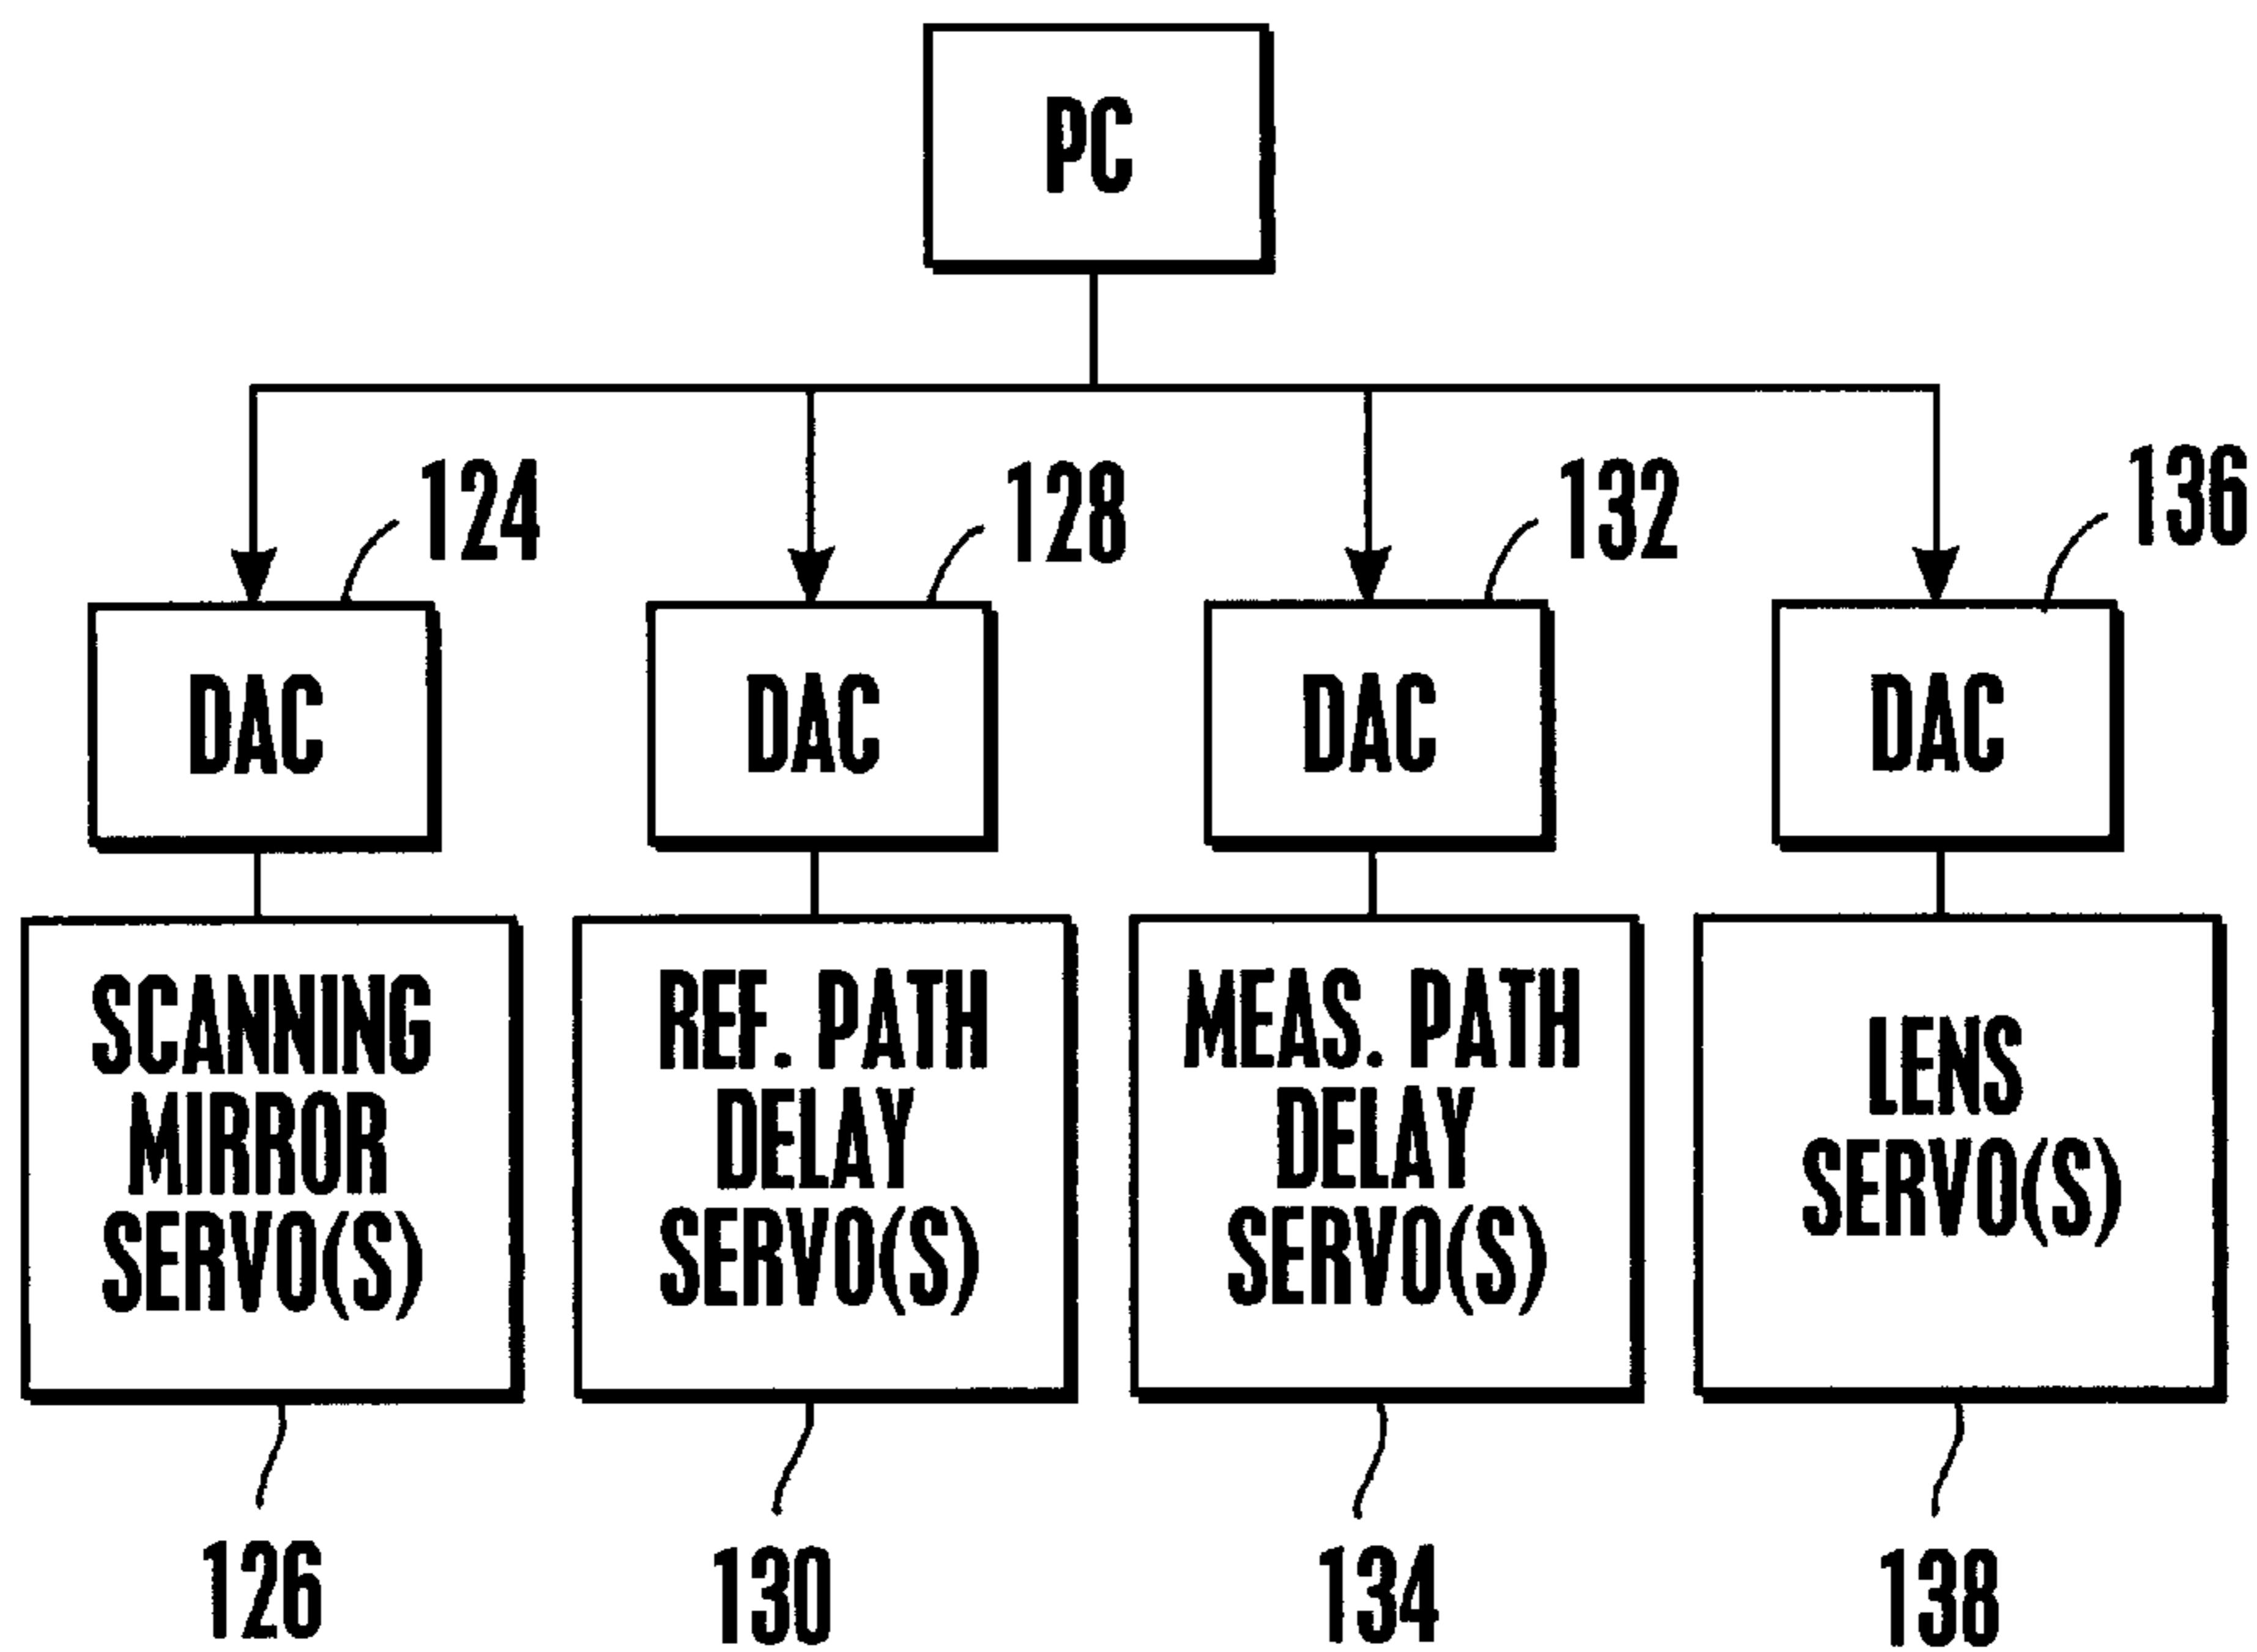 PC
124
128
132
136
DAC
DAC
DAC
DAC
SCANNING
MIRROR
SERVO(S)
REF. PATH
DELAY
SERVO(S)
MEAS. PATH
DELAY
SERVO(S)
LENS
SERVO(S)
126
130
134
138